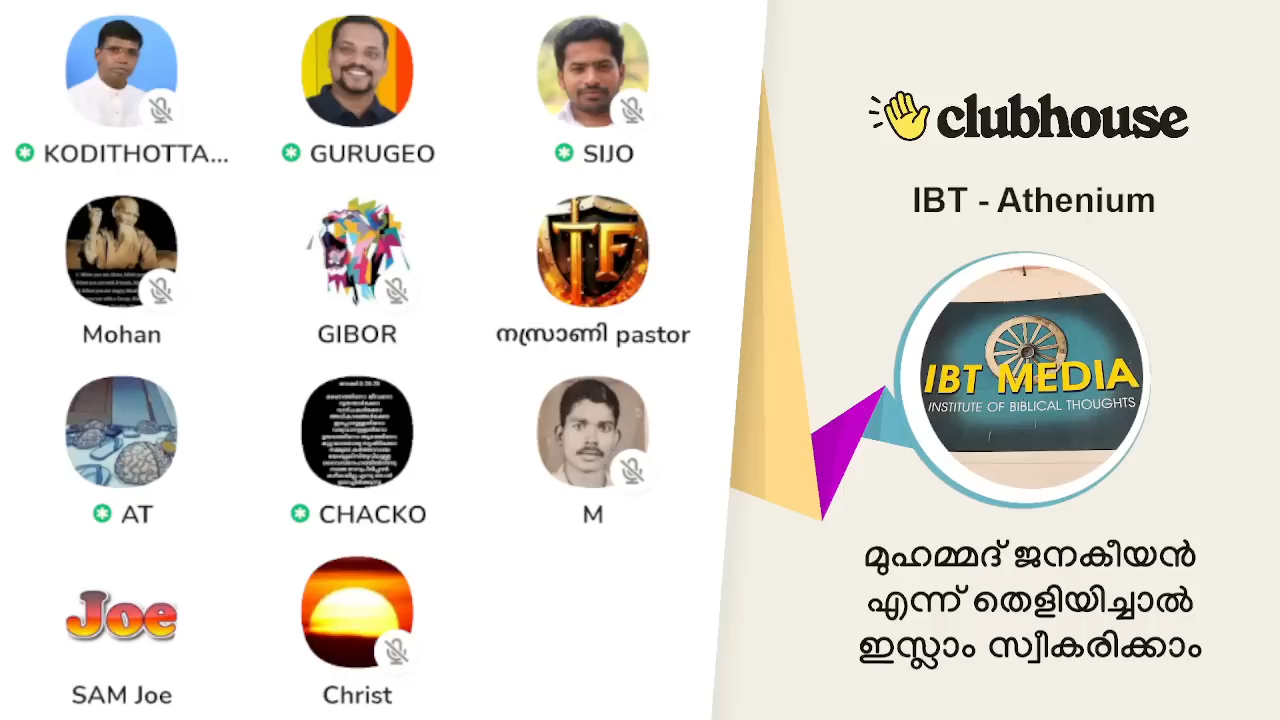 KODITHOTTA...
GURUGEO
SIJO
Mohan
GIBOR
TF
നസ്രാണി pastor
AT
CHACKO
M
Joe
SAM Joe
Christ
clubhouse
IBT - Athenium
IBT MEDIA
INSTITUTE OF BIBLICAL THOUGHTS
മുഹമ്മദ് ജനകീയൻ
എന്ന് തെളിയിച്ചാൽ
ഇസ്ലാം സ്വീകരിക്കാം